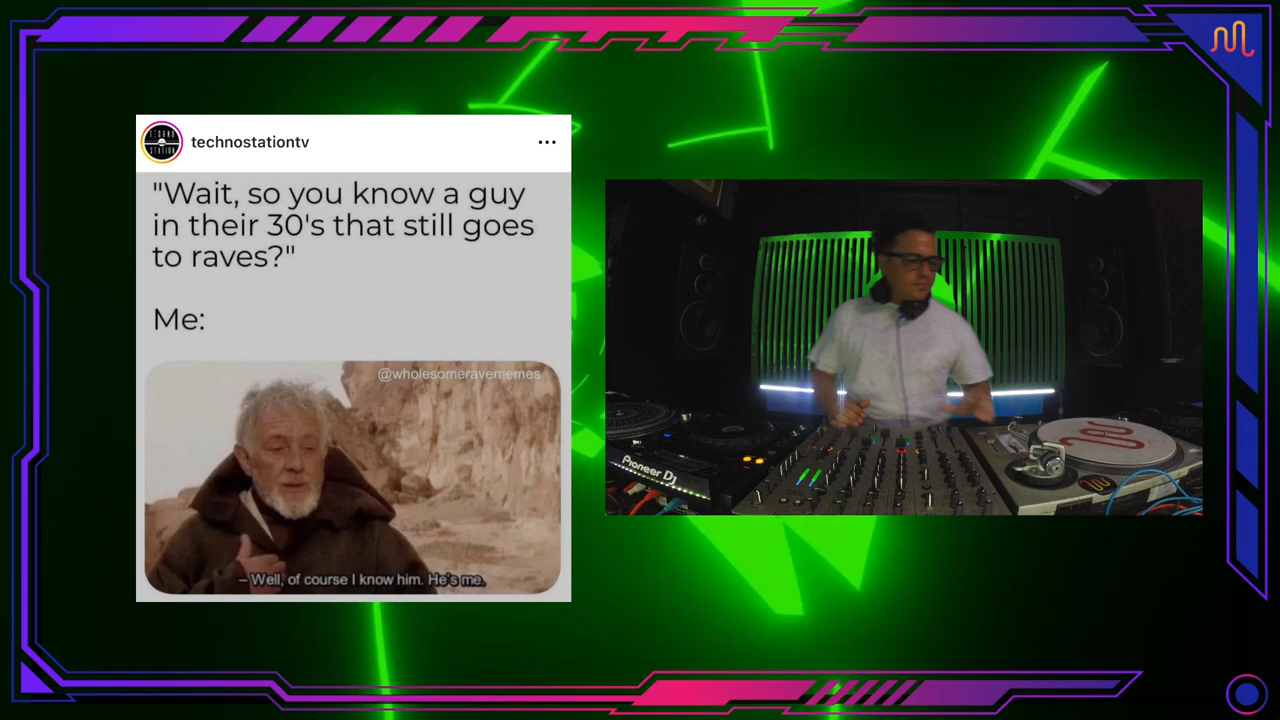 technostationtv
"Wait, so you know a guy
in their 30's that still goes
to raves?"
Me:
@wholesomeravememes
– Well, of course I know him. He's me.
Pioneer DJ